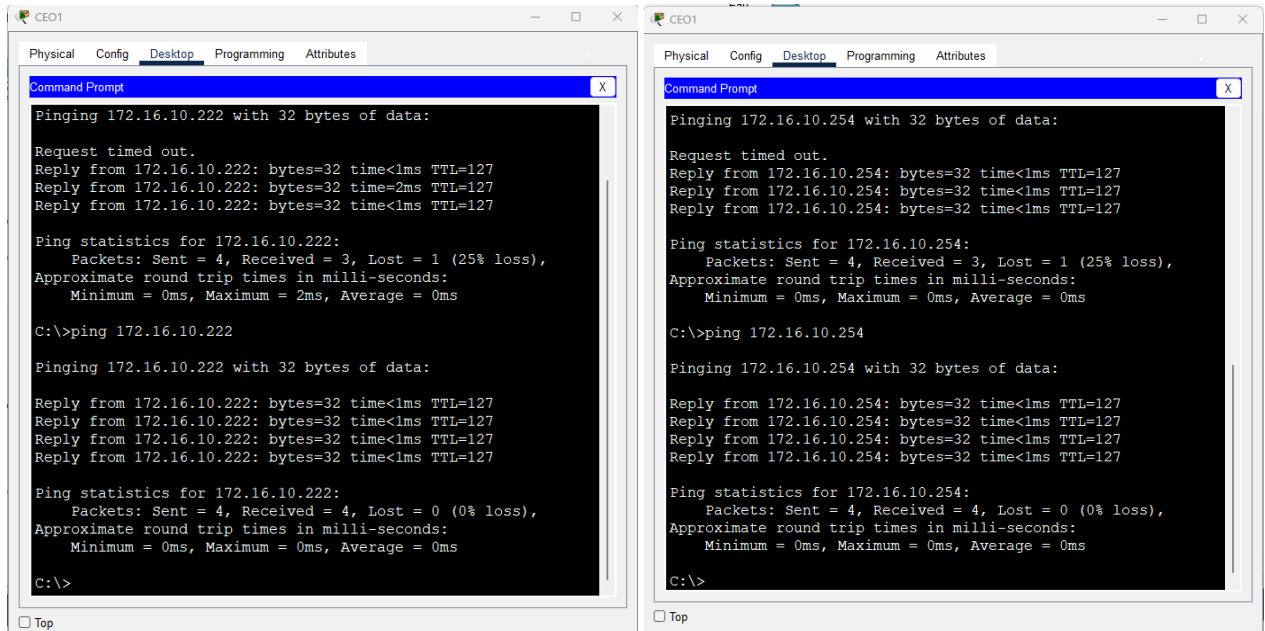 CEO1
Physical Config Desktop Programming Attributes
Command Prompt X
Pinging 172.16.10.222 with 32 bytes of data:
Request timed out.
Reply from 172.16.10.222: bytes=32 time<1ms TTL=127
Reply from 172.16.10.222: bytes=32 time=2ms TTL=127
Reply from 172.16.10.222: bytes=32 time<1ms TTL=127
Ping statistics for 172.16.10.222:
Packets: Sent = 4, Received = 3, Lost = 1 (25% loss),
Approximate round trip times in milli-seconds:
Minimum = 0ms, Maximum = 2ms, Average = 0ms
C:\>ping 172.16.10.222
Pinging 172.16.10.222 with 32 bytes of data:
Reply from 172.16.10.222: bytes=32 time<1ms TTL=127
Reply from 172.16.10.222: bytes=32 time<1ms TTL=127
Reply from 172.16.10.222: bytes=32 time<1ms TTL=127
Reply from 172.16.10.222: bytes=32 time<1ms TTL=127
Ping statistics for 172.16.10.222:
Packets: Sent = 4, Received = 4, Lost = 0 (0% loss),
Approximate round trip times in milli-seconds:
Minimum = 0ms, Maximum = 0ms, Average = 0ms
C:\>
Top
CEO1
Physical Config Desktop Programming Attributes
Command Prompt X
Pinging 172.16.10.254 with 32 bytes of data:
Request timed out.
Reply from 172.16.10.254: bytes=32 time<1ms TTL=127
Reply from 172.16.10.254: bytes=32 time<1ms TTL=127
Reply from 172.16.10.254: bytes=32 time<1ms TTL=127
Ping statistics for 172.16.10.254:
Packets: Sent = 4, Received = 3, Lost = 1 (25% loss),
Approximate round trip times in milli-seconds:
Minimum = 0ms, Maximum = 0ms, Average = 0ms
C:\>ping 172.16.10.254
Pinging 172.16.10.254 with 32 bytes of data:
Reply from 172.16.10.254: bytes=32 time<1ms TTL=127
Reply from 172.16.10.254: bytes=32 time<1ms TTL=127
Reply from 172.16.10.254: bytes=32 time<1ms TTL=127
Reply from 172.16.10.254: bytes=32 time<1ms TTL=127
Ping statistics for 172.16.10.254:
Packets: Sent = 4, Received = 4, Lost = 0 (0% loss),
Approximate round trip times in milli-seconds:
Minimum = 0ms, Maximum = 0ms, Average = 0ms
C:\>
Top